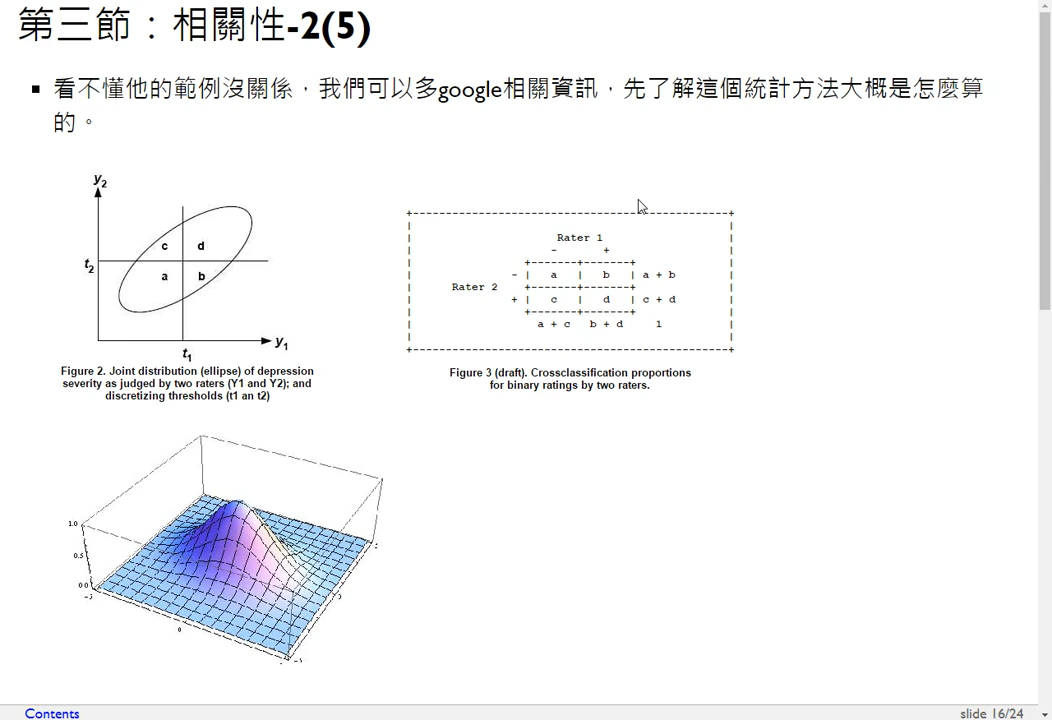 第三節：相關性-2(5)
看不懂他的範例沒關係，我們可以多google相關資訊，先了解這個統計方法大概是怎麼算
的。
y2
c d
t2
a b
y1
t1
Figure 2. Joint distribution (ellipse) of depression
severity as judged by two raters (Y1 and Y2); and
discretizing thresholds (t1 an t2)
Rater 1
- +
- | a | b | a + b
Rater 2
+ | c | d | c + d
a + c b + d 1
Figure 3 (draft). Crossclassification proportions
for binary ratings by two raters.
1.0
0.5
0.0
0
Contents
slide 16/24